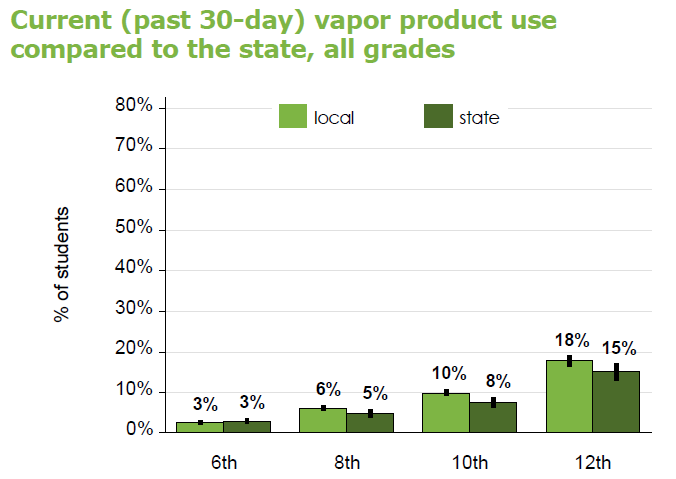 Current (past 30-day) vapor product use
compared to the state, all grades
local
state
80%
70%
60%
50%
40%
30%
20%
10%
0%
% of students
3%
3%
6%
5%
10%
8%
18%
15%
6th
8th
10th
12th